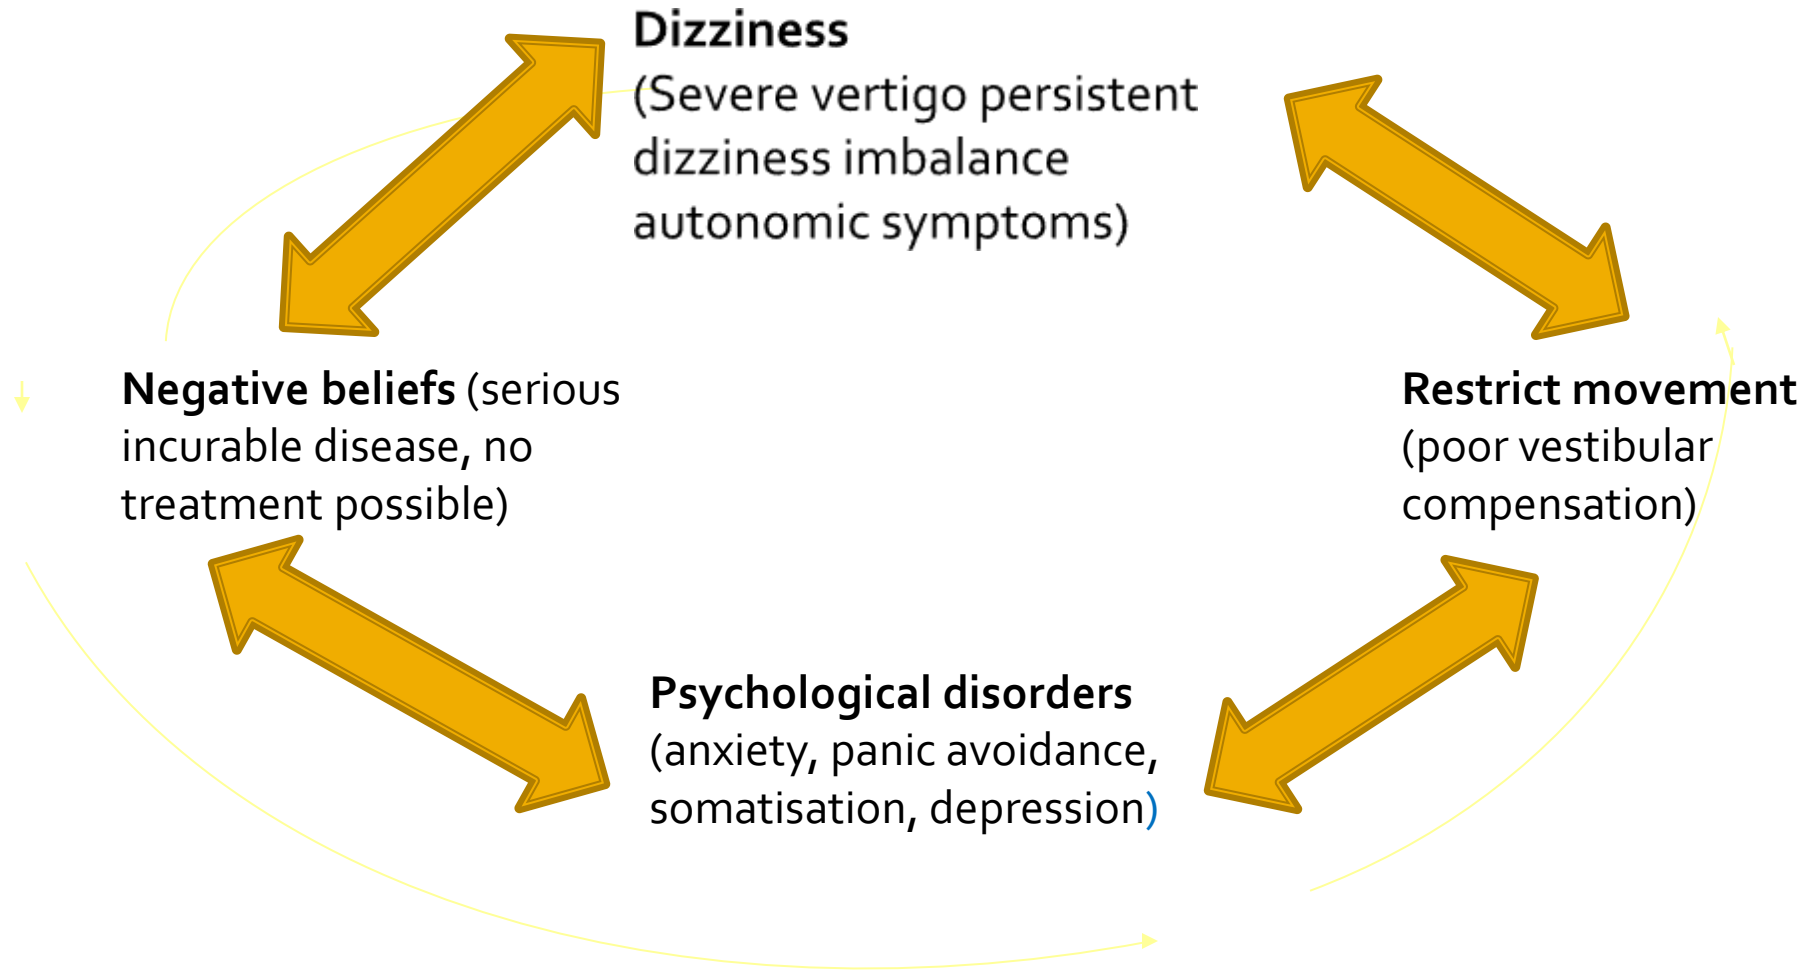 Dizziness
(Severe vertigo persistent
dizziness imbalance
autonomic symptoms)
Negative beliefs (serious
incurable disease, no
treatment possible)
Restrict movement
(poor vestibular
compensation)
Psychological disorders
(anxiety, panic avoidance,
somatisation, depression)